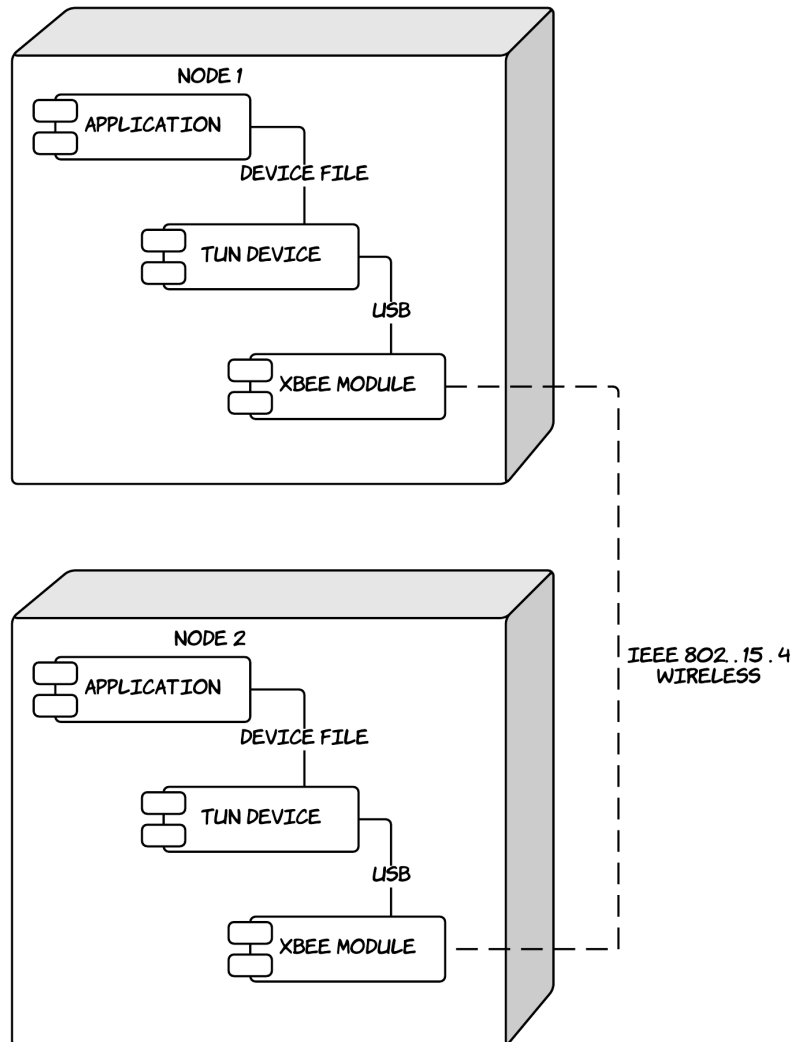 NODE 1
APPLICATION
DEVICE FILE
TUN DEVICE
USB
XBEE MODULE
NODE 2
IEEE 802.15.4
WIRELESS
APPLICATION
DEVICE FILE
TUN DEVICE
USB
XBEE MODULE